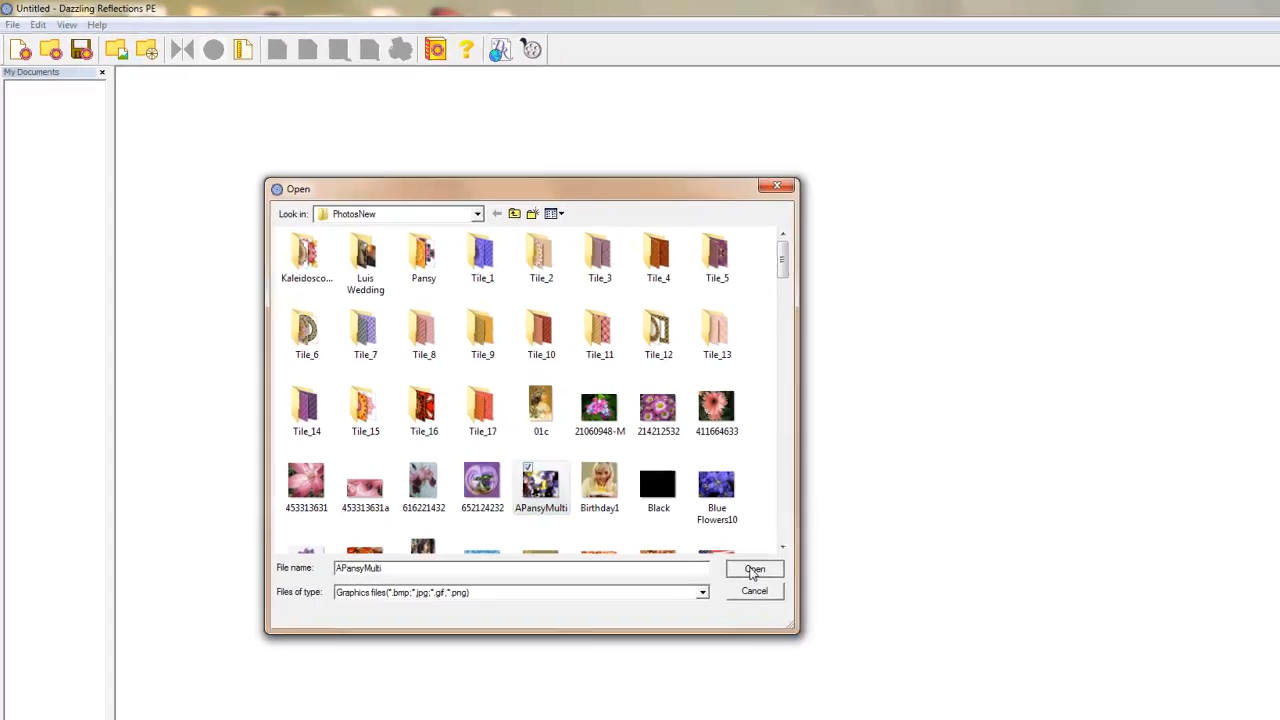 Untitled - Dazzling Reflections PE
File Edit View Help
My Documents
Open
Look in: PhotosNew
Kaleidosco... Luis Wedding Pansy Tile_1 Tile_2 Tile_3 Tile_4 Tile_5
Tile_6 Tile_7 Tile_8 Tile_9 Tile_10 Tile_11 Tile_12 Tile_13
Tile_14 Tile_15 Tile_16 Tile_17 01c 21060948-M 214212532 411664633
453313631 453313631a 616221432 652124232 APansyMulti Birthday1 Black Blue Flowers10
File name: APansyMulti Open
Files of type: Graphics files(*.bmp;*.jpg;*.gif,*.png) Cancel